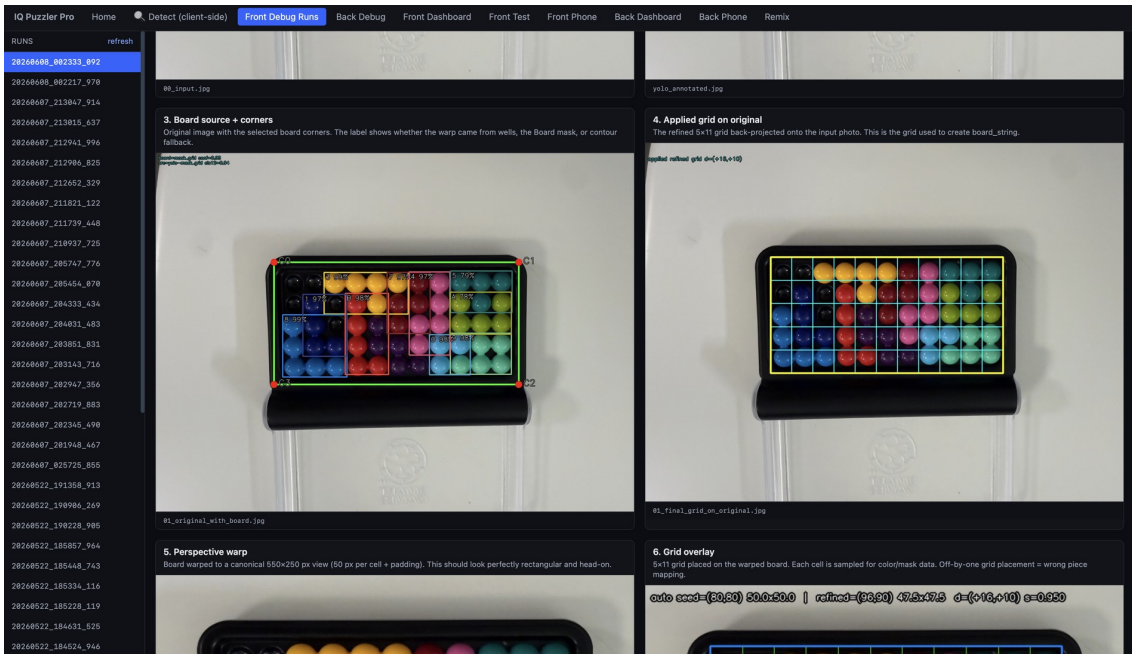 IQ Puzzler Pro
Home
Detect (client-side)
Front Debug Runs
Back Debug
Front Dashboard
Front Test
Front Phone
Back Dashboard
Back Phone
Remix
RUNS
refresh
20260608_002333_092
20260608_002217_970
20260607_213047_914
20260607_213015_637
20260607_212941_996
20260607_212906_825
20260607_212652_329
20260607_211821_122
20260607_211739_448
20260607_210937_725
20260607_205747_776
20260607_205454_070
20260607_204333_434
20260607_204031_483
20260607_203851_831
20260607_203143_716
20260607_202947_356
20260607_202719_883
20260607_202345_490
20260607_201948_467
20260607_025725_855
20260522_191358_913
20260522_190906_269
20260522_190228_905
20260522_185857_964
20260522_185448_743
20260522_185334_116
20260522_185228_119
20260522_184631_525
20260522_184524_946
00_input.jpg
yolo_annotated.jpg
3. Board source + corners
Original image with the selected board corners. The label shows whether the warp came from wells, the Board mask, or contour
fallback.
C0
C1
C2
C3
01_original_with_board.jpg
4. Applied grid on original
The refined 5×11 grid back-projected onto the input photo. This is the grid used to create board_string.
applied refined grid d=(+16,+10)
01_final_grid_on_original.jpg
5. Perspective warp
Board warped to a canonical 550×250 px view (50 px per cell + padding). This should look perfectly rectangular and head-on.
6. Grid overlay
5×11 grid placed on the warped board. Each cell is sampled for color/mask data. Off-by-one grid placement = wrong piece
mapping.
auto seed=(80,80) 50.0x50.0 | refined=(96,90) 47.5x47.5 d=(+16,+10) s=0.950